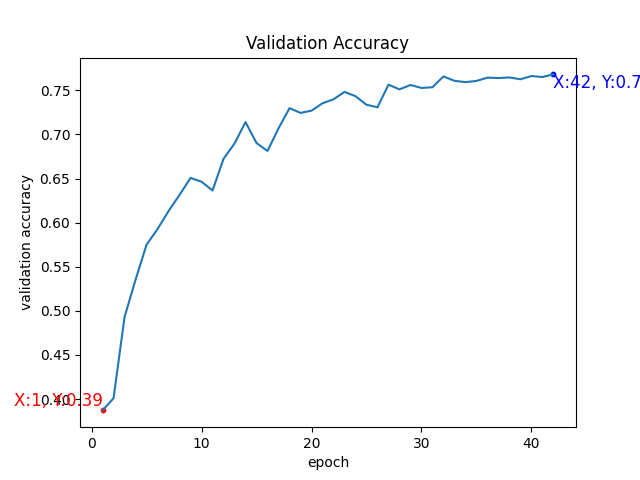 Validation Accuracy
validation accuracy
0.75
0.70
0.65
0.60
0.55
0.50
0.45
0.40
X:1, Y:0.39
X:42, Y:0.7
0
10
20
30
40
epoch